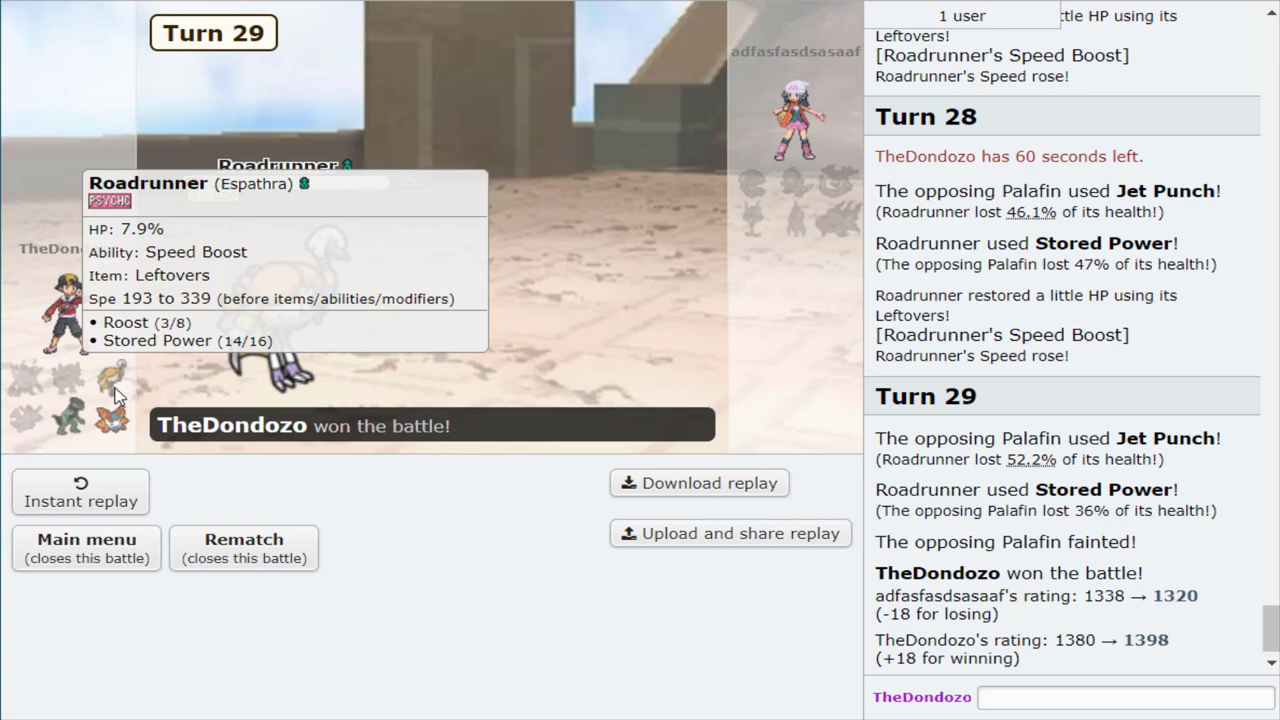 Turn 29
adfasfasdsasaaf
Roadrunner
Roadrunner (Espathra)
PSYCHC
HP: 7.9%
Ability: Speed Boost
Item: Leftovers
Spe 193 to 339 (before items/abilities/modifiers)
• Roost (3/8)
• Stored Power (14/16)
TheDon
TheDondozo won the battle!
Instant replay
Download replay
Main menu
(closes this battle)
Rematch
(closes this battle)
Upload and share replay
1 user
ttle HP using its
Leftovers!
[Roadrunner's Speed Boost]
Roadrunner's Speed rose!
Turn 28
TheDondozo has 60 seconds left.
The opposing Palafin used Jet Punch!
(Roadrunner lost 46.1% of its health!)
Roadrunner used Stored Power!
(The opposing Palafin lost 47% of its health!)
Roadrunner restored a little HP using its
Leftovers!
[Roadrunner's Speed Boost]
Roadrunner's Speed rose!
Turn 29
The opposing Palafin used Jet Punch!
(Roadrunner lost 52.2% of its health!)
Roadrunner used Stored Power!
(The opposing Palafin lost 36% of its health!)
The opposing Palafin fainted!
TheDondozo won the battle!
adfasfasdsasaaf's rating: 1338 → 1320
(-18 for losing)
TheDondozo's rating: 1380 → 1398
(+18 for winning)
TheDondozo